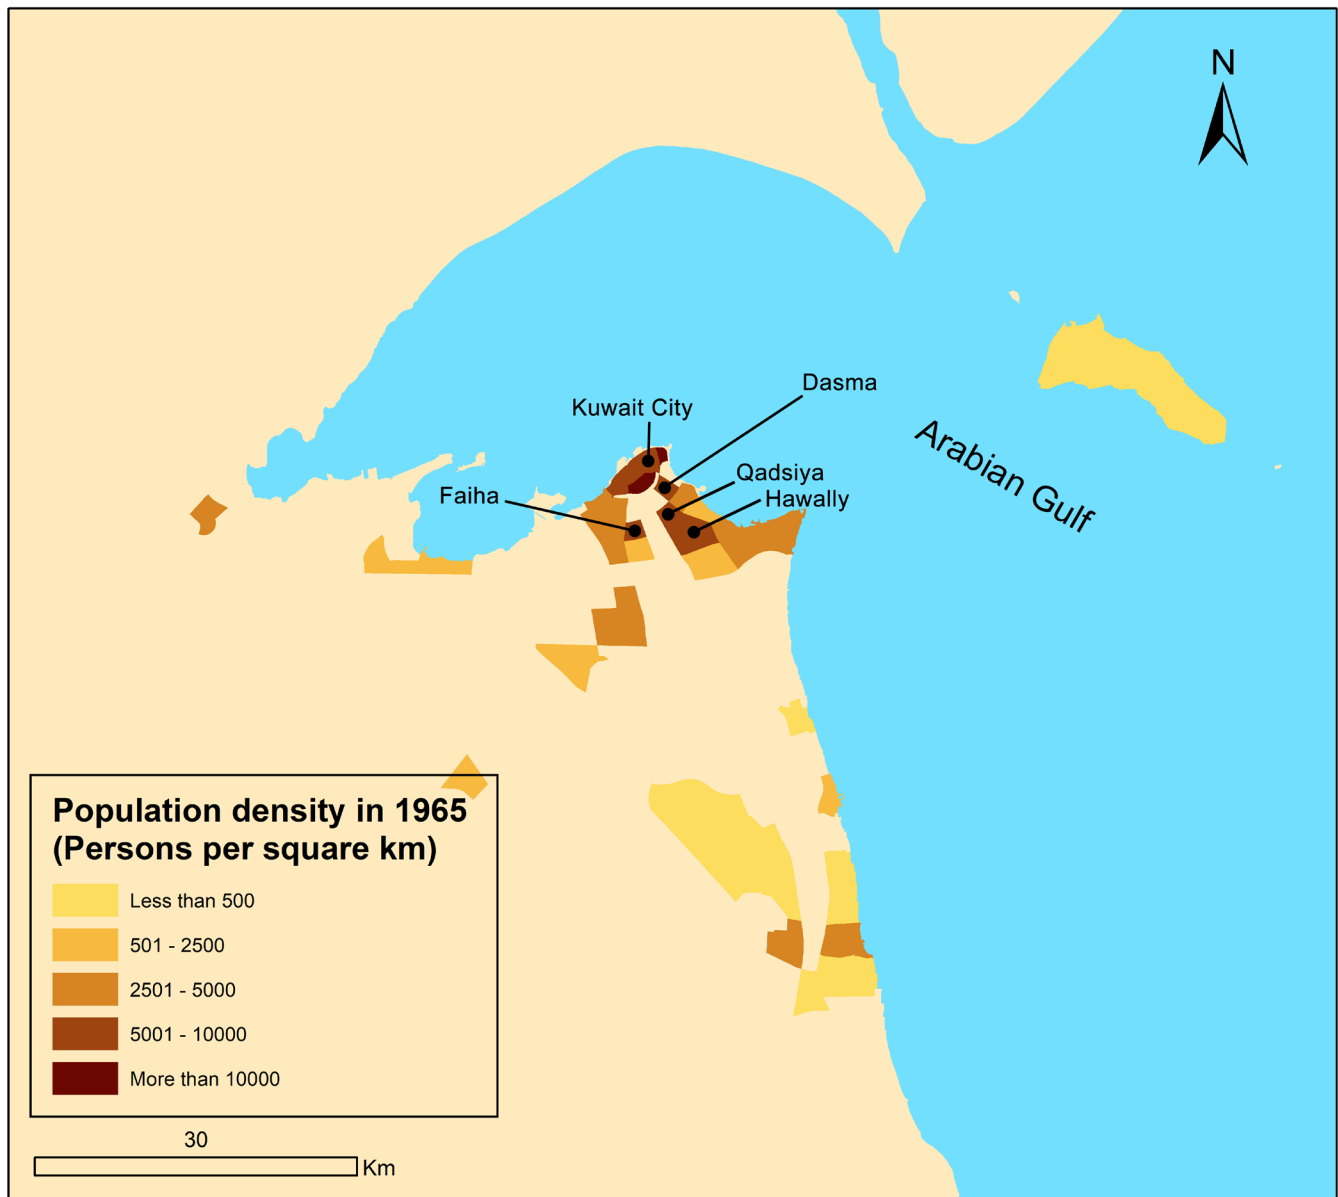 N
Dasma
Kuwait City
Arabian Gulf
Qadsiya
Faiha
Hawally
Population density in 1965
(Persons per square km)
Less than 500
501 - 2500
2501 - 5000
5001 - 10000
More than 10000
30
Km